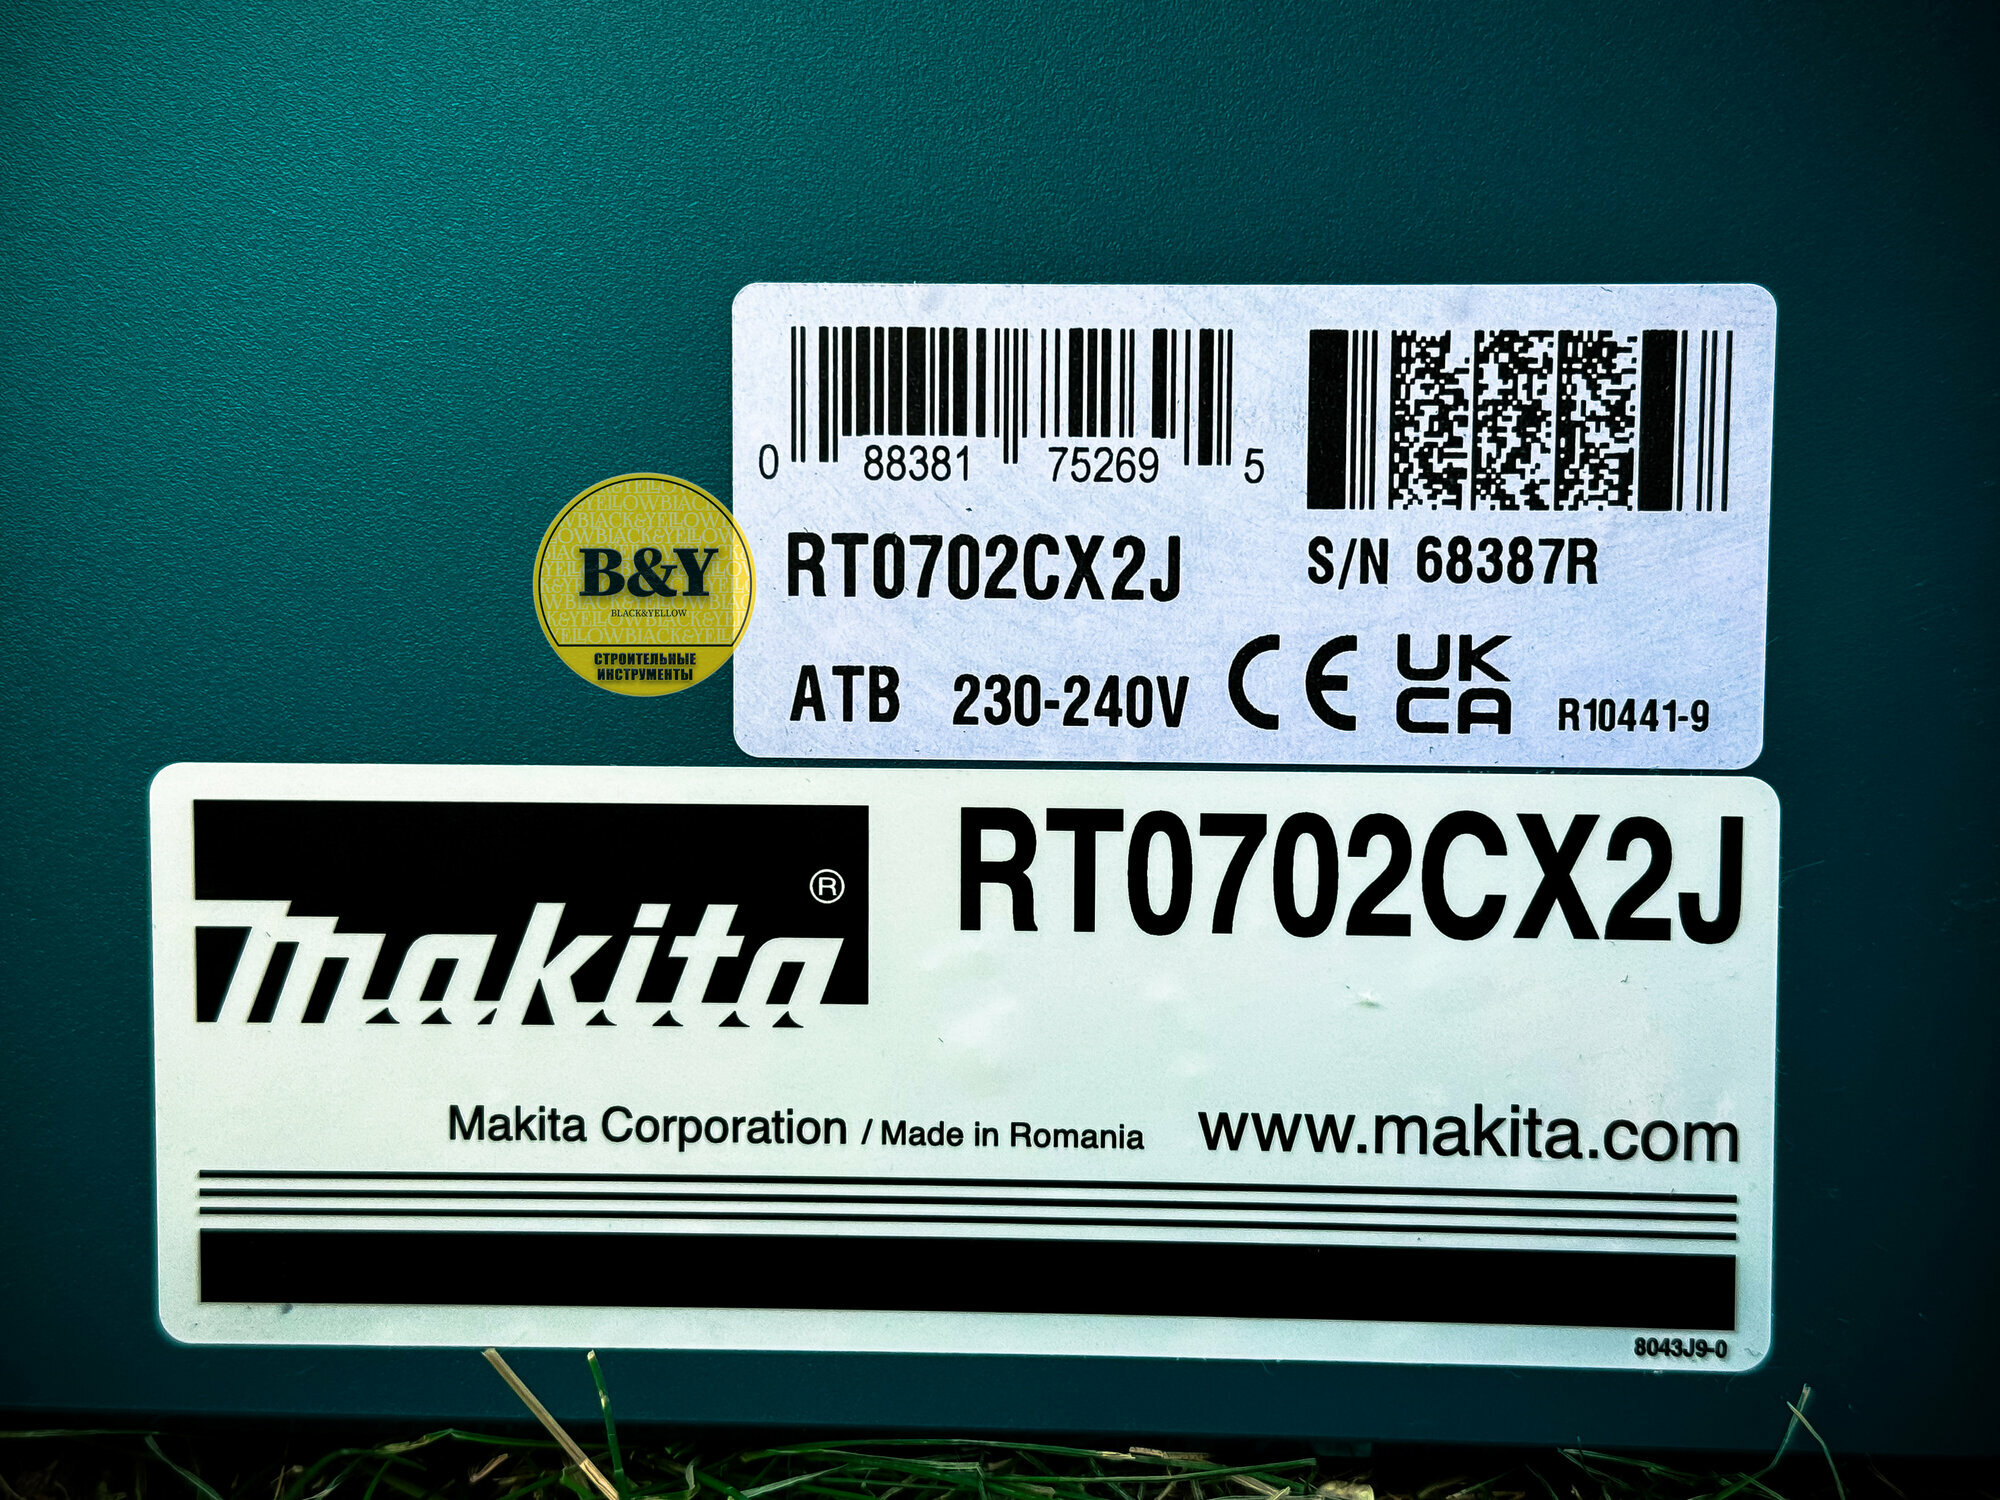 0 88381 75269 5
RT0702CX2J
S/N 68387R
ATB 230-240V CE UK CA R10441-9
B&Y
BLACK&YELLOW
СТРОИТЕЛЬНЫЕ
ИНСТРУМЕНТЫ
makita®
RT0702CX2J
Makita Corporation / Made in Romania
www.makita.com
8043J9-0